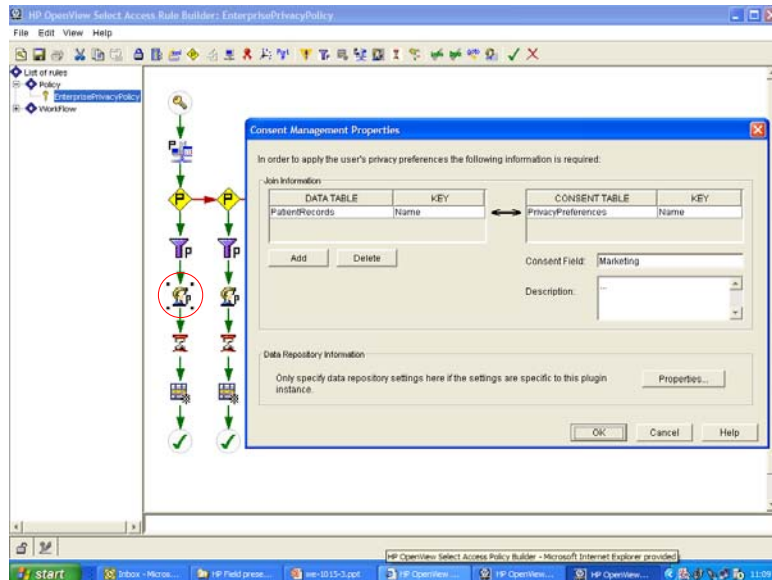 HP OpenView Select Access Rule Builder: EnterprisePrivacyPolicy
File Edit View Help
List of rules
Policy
EnterprisePrivacyPolicy
WorkFlow
P
P P
P P
P P
Consent Management Properties
In order to apply the user's privacy preferences the following information is required:
Join Information
DATA TABLE KEY CONSENT TABLE KEY
PatientRecords Name PrivacyPreferences Name
Add Delete
Consent Field: Marketing
Description: ...
Data Repository Information
Only specify data repository settings here if the settings are specific to this plugin
instance.
Properties...
OK Cancel Help
HP OpenView Select Access Policy Builder - Microsoft Internet Explorer provided
start Inbox - Micros... HP Field prese... HP OpenView ... HP OpenView... HP OpenView... 11:09